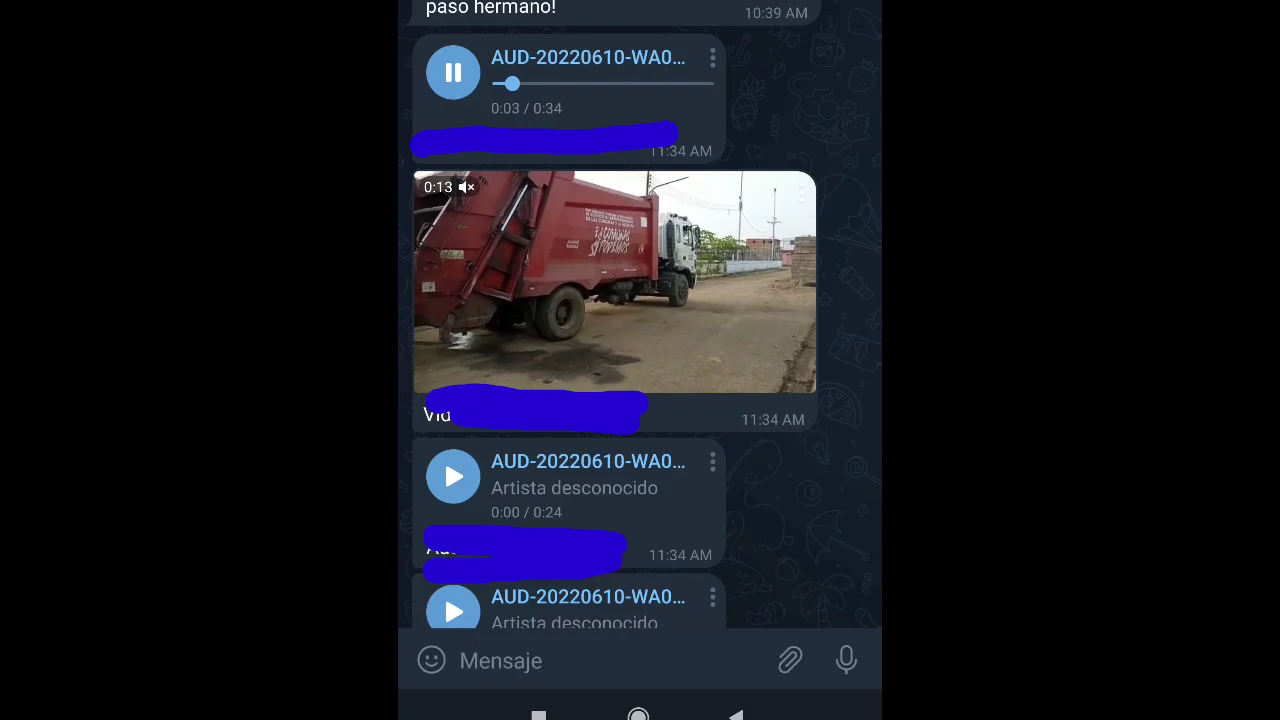 paso hermano!
10:39 AM
AUD-20220610-WA0...
0:03 / 0:34
11:34 AM
0:13
COMUNAS
PODEMOS
Vid
11:34 AM
AUD-20220610-WA0...
Artista desconocido
0:00 / 0:24
11:34 AM
AUD-20220610-WA0...
Artista desconocido
Mensaje